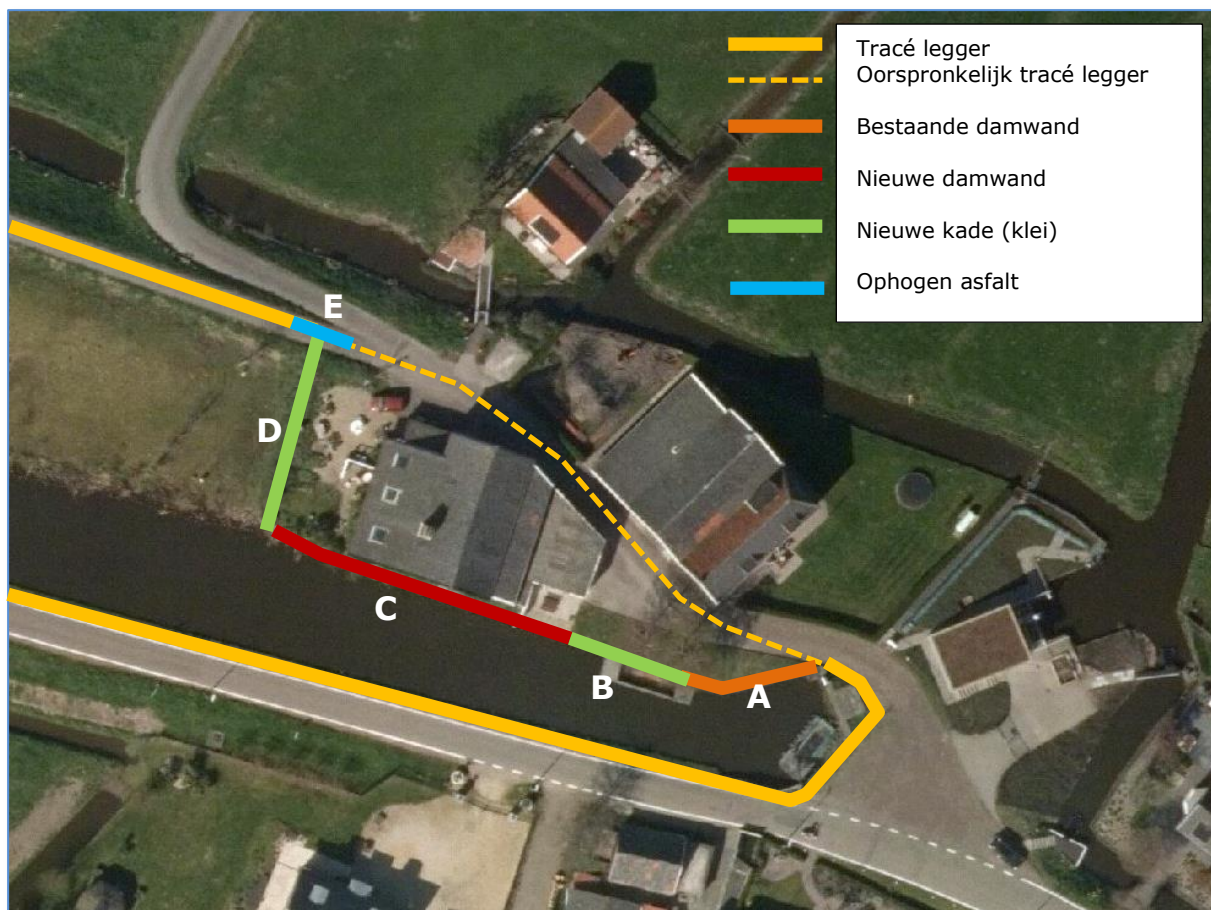 Tracé legger
Oorspronkelijk tracé legger
Bestaande damwand
Nieuwe damwand
Nieuwe kade (klei)
Ophogen asfalt
E
D
C
B
A